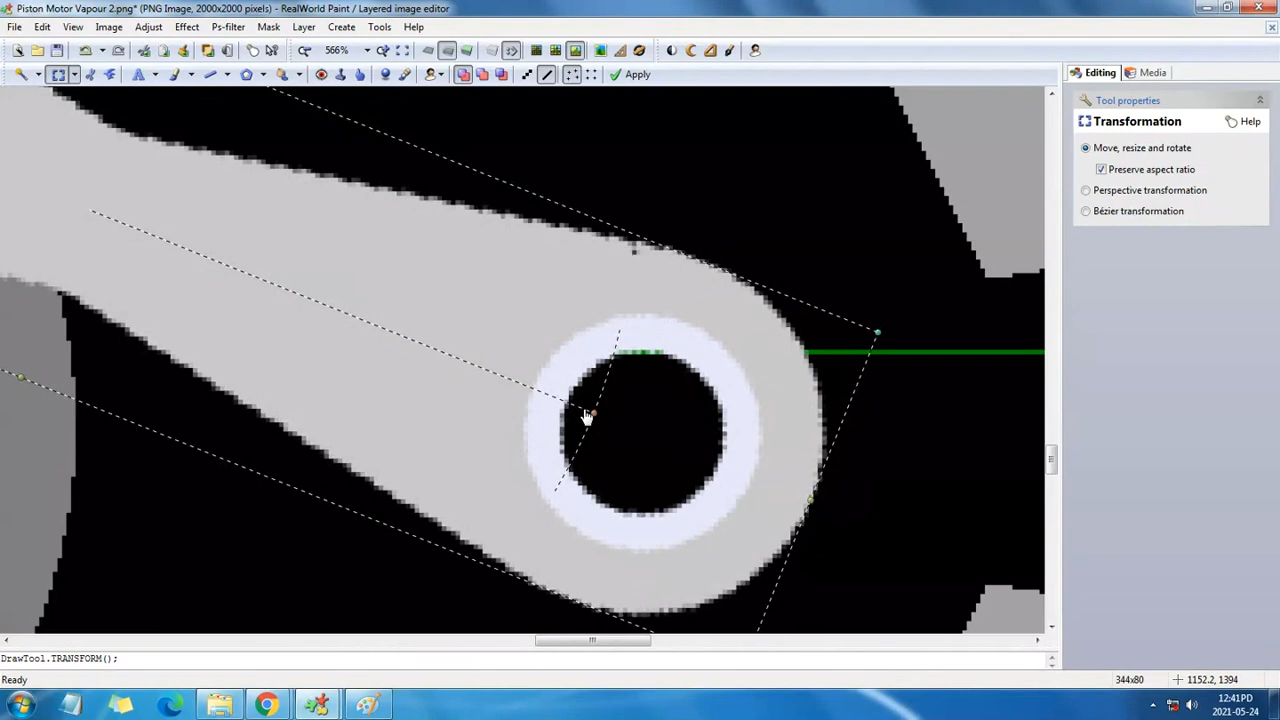 Piston Motor Vapour 2.png* (PNG Image, 2000x2000 pixels) - RealWorld Paint / Layered image editor
File Edit View Image Adjust Effect Ps-filter Mask Layer Create Tools Help
566%
Apply
Editing Media
Tool properties
Transformation Help
Move, resize and rotate
Preserve aspect ratio
Perspective transformation
Bézier transformation
DrawTool.TRANSFORM();
Ready 344x80 1152.2, 1394
12:41PD
2021-05-24